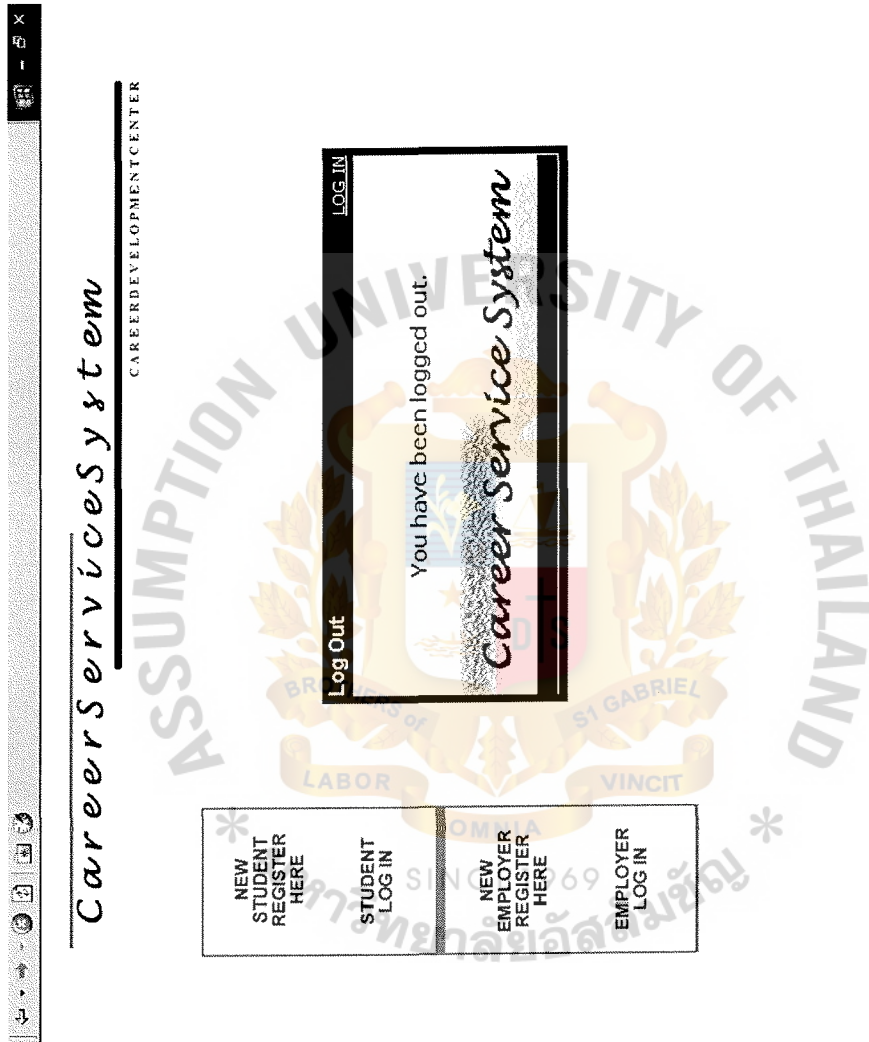 CareerServiceSystem
CAREERDEVELOPMENTCENTER
NEW
STUDENT
REGISTER
HERE
STUDENT
LOG IN
NEW
EMPLOYER
REGISTER
HERE
EMPLOYER
LOG IN
Log Out
LOG IN
You have been logged out.
Career Service System
ASSUMPTION UNIVERSITY OF THAILAND
BROTHERS of
ST GABRIEL
D S
LABOR
OMNIA
VINCIT